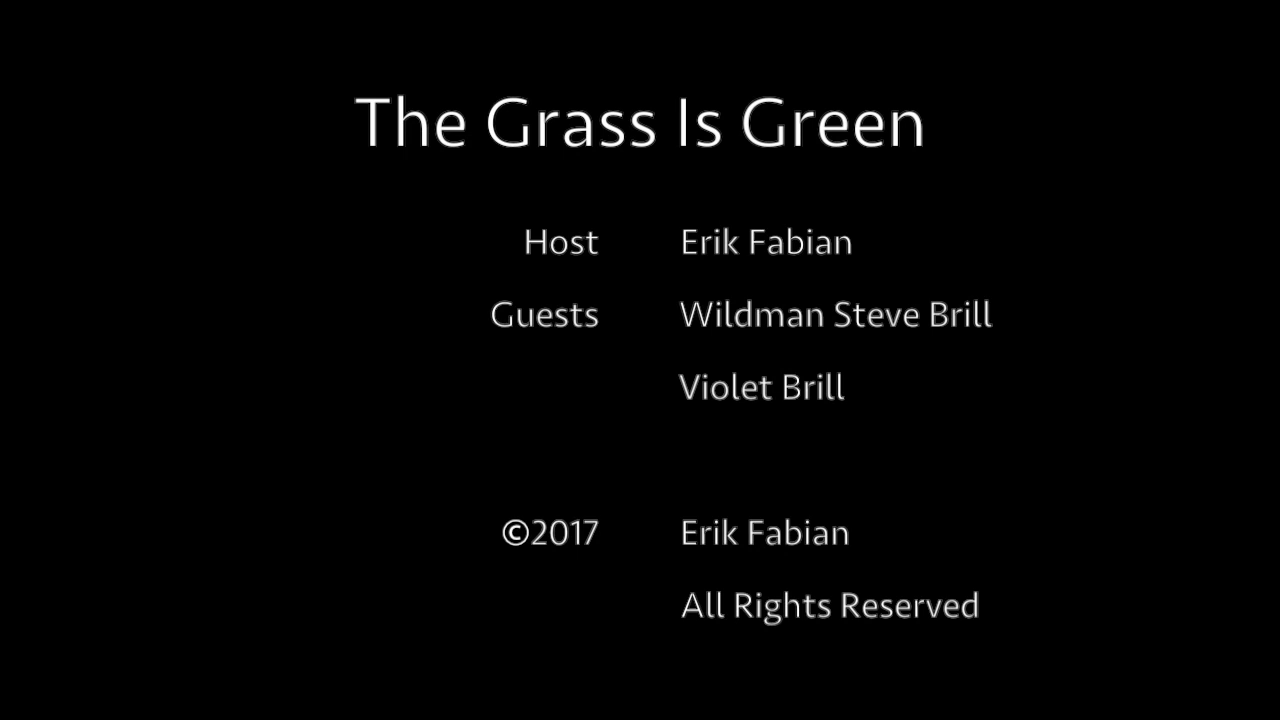 The Grass Is Green
Host Erik Fabian
Guests Wildman Steve Brill
Violet Brill
©2017 Erik Fabian
All Rights Reserved